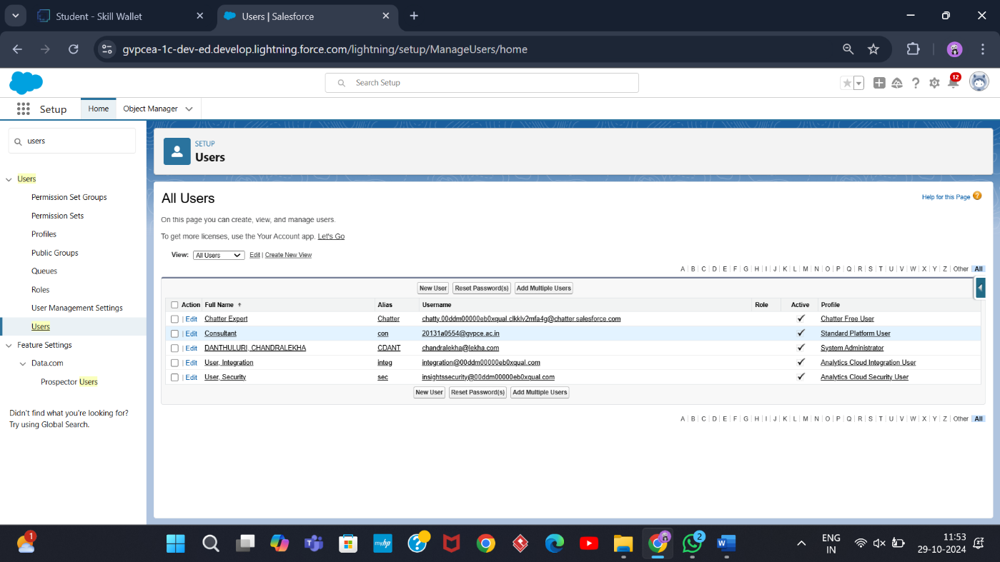 Student - Skill Wallet
Users | Salesforce
gvpcea-1c-dev-ed.develop.lightning.force.com/lightning/setup/ManageUsers/home
Search Setup
12
Setup
Home
Object Manager
users
Users
Permission Set Groups
Permission Sets
Profiles
Public Groups
Queues
Roles
User Management Settings
Users
Feature Settings
Data.com
Prospector Users
Didn't find what you're looking for?
Try using Global Search.
SETUP
Users
All Users
Help for this Page ?
On this page you can create, view, and manage users.
To get more licenses, use the Your Account app. Let's Go
View: All Users Edit | Create New View
A | B | C | D | E | F | G | H | I | J | K | L | M | N | O | P | Q | R | S | T | U | V | W | X | Y | Z | Other All
New User Reset Password(s) Add Multiple Users
Action Full Name ↑ Alias Username Role Active Profile
| Edit Chatter Expert Chatter chatty.00ddm00000eb0xqual.clkklv2mfa4g@chatter.salesforce.com ✓ Chatter Free User
| Edit Consultant con 20131a0554@gvpce.ac.in ✓ Standard Platform User
| Edit DANTHULURI, CHANDRALEKHA CDANT chandralekha@lekha.com ✓ System Administrator
| Edit User, Integration integ integration@00ddm00000eb0xqual.com ✓ Analytics Cloud Integration User
| Edit User, Security sec insightssecurity@00ddm00000eb0xqual.com ✓ Analytics Cloud Security User
New User Reset Password(s) Add Multiple Users
A | B | C | D | E | F | G | H | I | J | K | L | M | N | O | P | Q | R | S | T | U | V | W | X | Y | Z | Other All
1
myhp
2
ENG
IN
11:53
29-10-2024